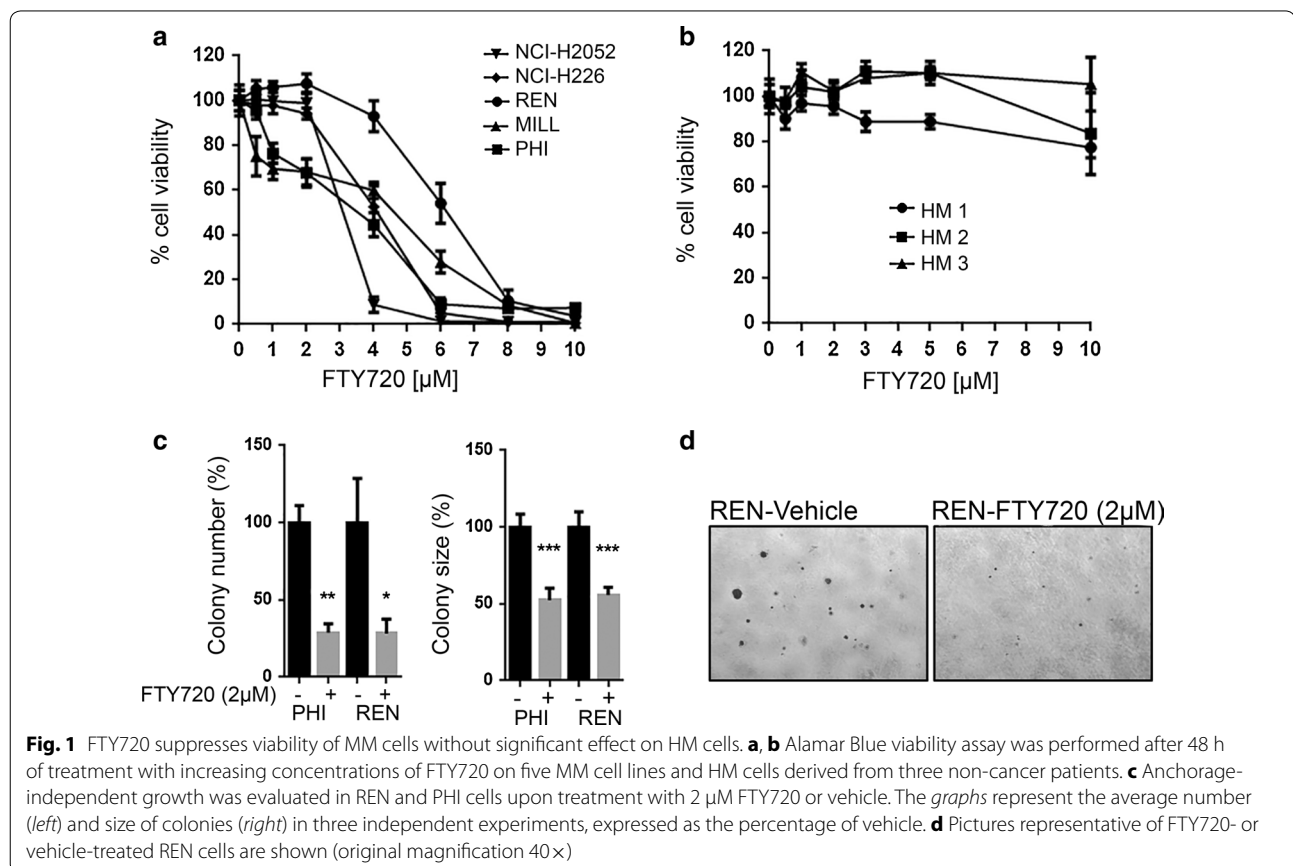 a
120
100
80
60
40
20
0
% cell viability
0 1 2 3 4 5 6 7 8 9 10
FTY720 [µM]
NCI-H2052
NCI-H226
REN
MILL
PHI
b
120
100
80
60
40
20
0
% cell viability
0 1 2 3 4 5 6 7 8 9 10
FTY720 [µM]
HM 1
HM 2
HM 3
c
150
100
50
0
Colony number (%)
** *
FTY720 (2µM) - + - +
PHI REN
150
100
50
0
Colony size (%)
*** ***
- + - +
PHI REN
d
REN-Vehicle
REN-FTY720 (2µM)
Fig. 1 FTY720 suppresses viability of MM cells without significant effect on HM cells. a, b Alamar Blue viability assay was performed after 48 h
of treatment with increasing concentrations of FTY720 on five MM cell lines and HM cells derived from three non-cancer patients. c Anchorage-
independent growth was evaluated in REN and PHI cells upon treatment with 2 µM FTY720 or vehicle. The graphs represent the average number
(left) and size of colonies (right) in three independent experiments, expressed as the percentage of vehicle. d Pictures representative of FTY720- or
vehicle-treated REN cells are shown (original magnification 40×)